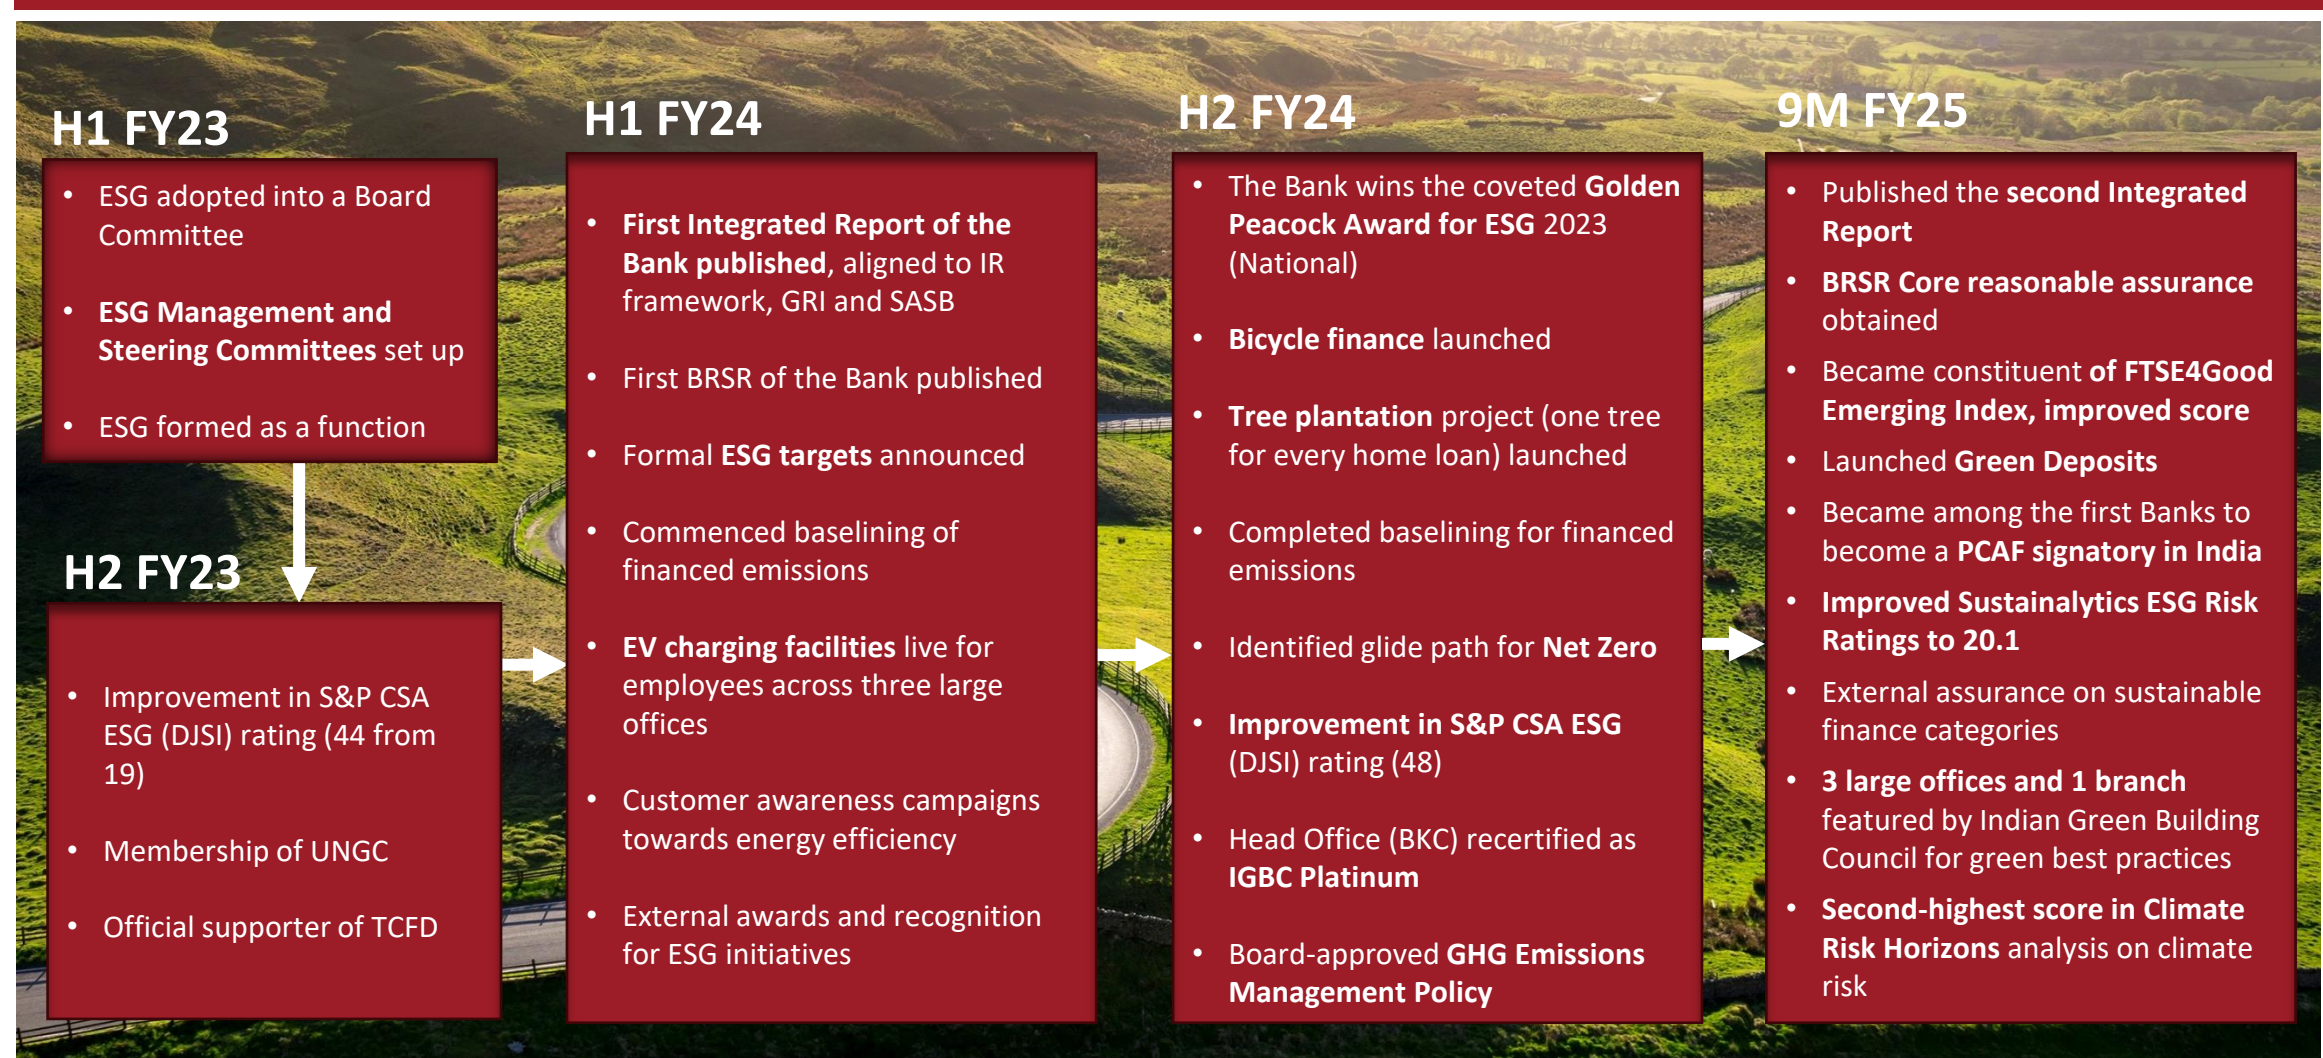 H1 FY23
• ESG adopted into a Board
Committee
• ESG Management and
Steering Committees set up
• ESG formed as a function
H2 FY23
• Improvement in S&P CSA
ESG (DJSI) rating (44 from
19)
• Membership of UNGC
• Official supporter of TCFD
H1 FY24
• First Integrated Report of the
Bank published, aligned to IR
framework, GRI and SASB
• First BRSR of the Bank published
• Formal ESG targets announced
• Commenced baselining of
financed emissions
• EV charging facilities live for
employees across three large
offices
• Customer awareness campaigns
towards energy efficiency
• External awards and recognition
for ESG initiatives
H2 FY24
• The Bank wins the coveted Golden
Peacock Award for ESG 2023
(National)
• Bicycle finance launched
• Tree plantation project (one tree
for every home loan) launched
• Completed baselining for financed
emissions
• Identified glide path for Net Zero
• Improvement in S&P CSA ESG
(DJSI) rating (48)
• Head Office (BKC) recertified as
IGBC Platinum
• Board-approved GHG Emissions
Management Policy
9M FY25
• Published the second Integrated
Report
• BRSR Core reasonable assurance
obtained
• Became constituent of FTSE4Good
Emerging Index, improved score
• Launched Green Deposits
• Became among the first Banks to
become a PCAF signatory in India
• Improved Sustainalytics ESG Risk
Ratings to 20.1
• External assurance on sustainable
finance categories
• 3 large offices and 1 branch
featured by Indian Green Building
Council for green best practices
• Second-highest score in Climate
Risk Horizons analysis on climate
risk